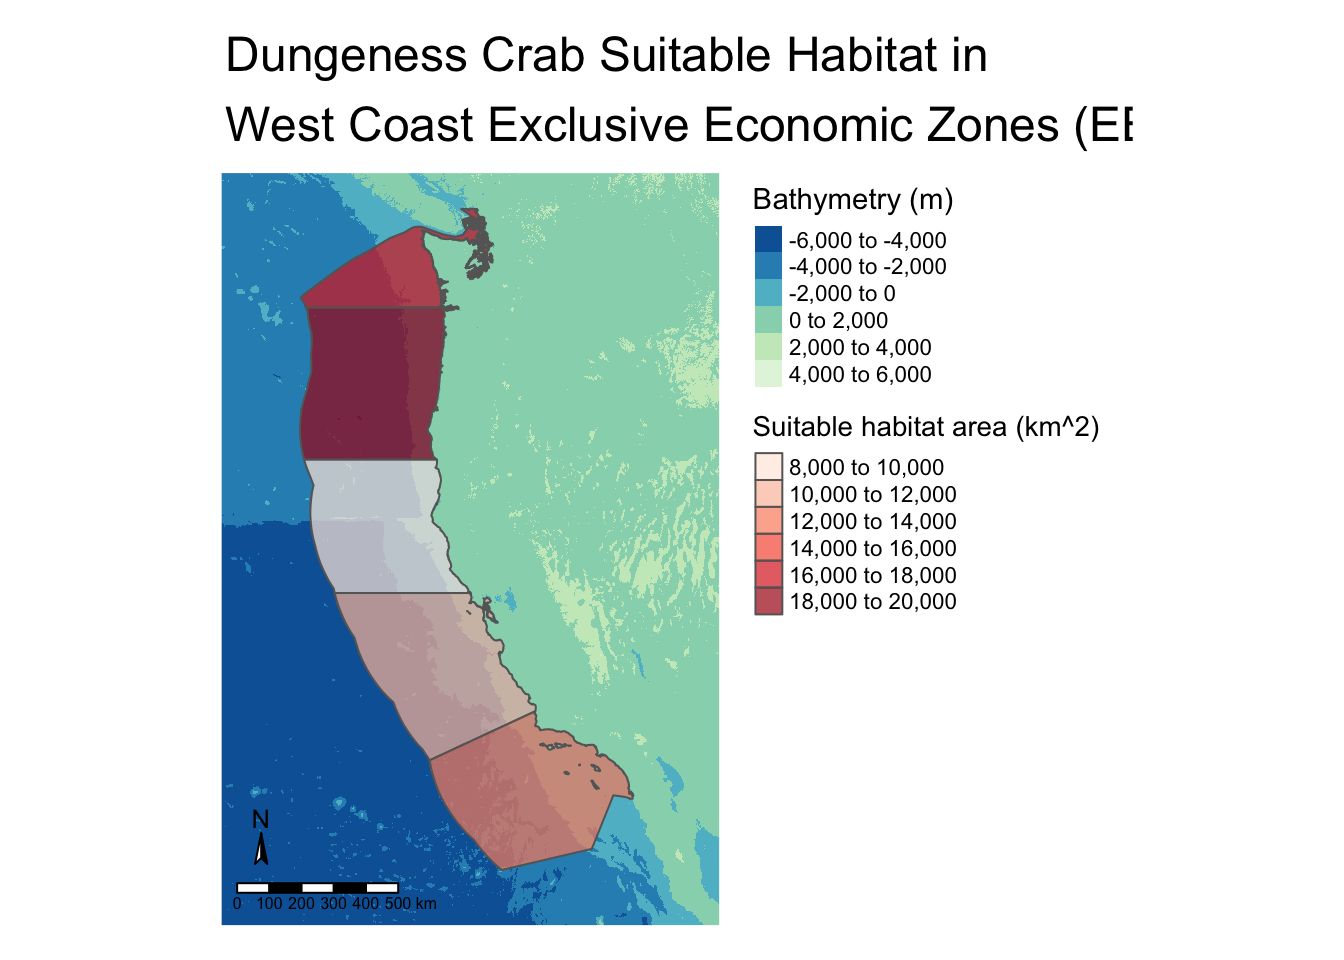 Dungeness Crab Suitable Habitat in
West Coast Exclusive Economic Zones (EE
Bathymetry (m)
-6,000 to -4,000
-4,000 to -2,000
-2,000 to 0
0 to 2,000
2,000 to 4,000
4,000 to 6,000
Suitable habitat area (km^2)
8,000 to 10,000
10,000 to 12,000
12,000 to 14,000
14,000 to 16,000
16,000 to 18,000
18,000 to 20,000
N
0 100 200 300 400 500 km